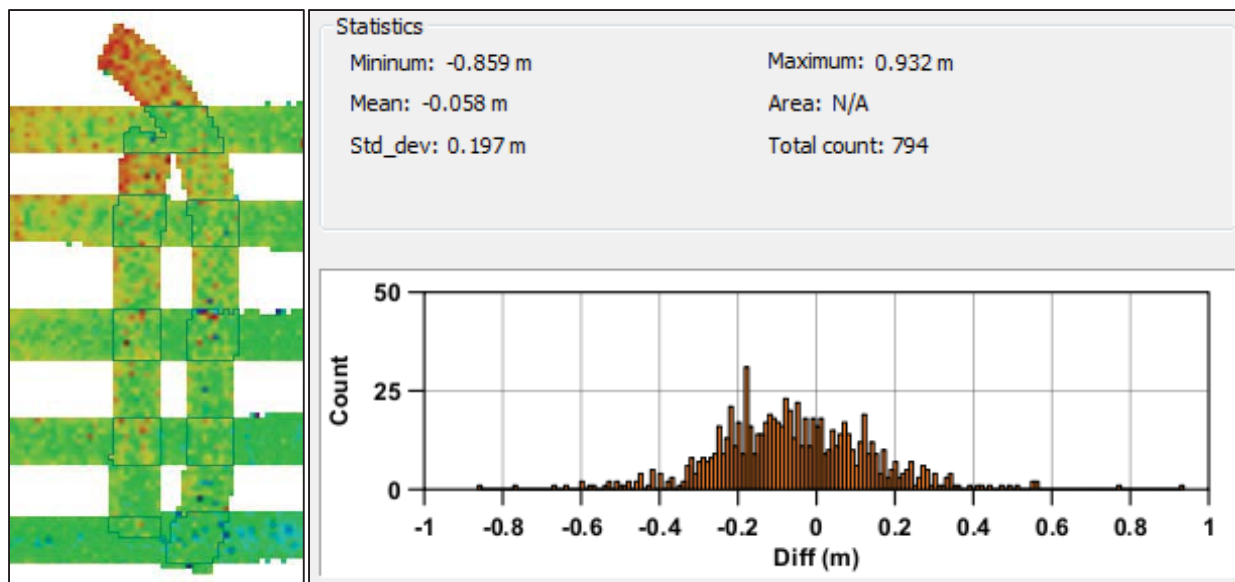 Statistics
Mininum: -0.859 m Maximum: 0.932 m
Mean: -0.058 m Area: N/A
Std_dev: 0.197 m Total count: 794
50
25
0
Count
-1 -0.8 -0.6 -0.4 -0.2 0 0.2 0.4 0.6 0.8 1
Diff (m)